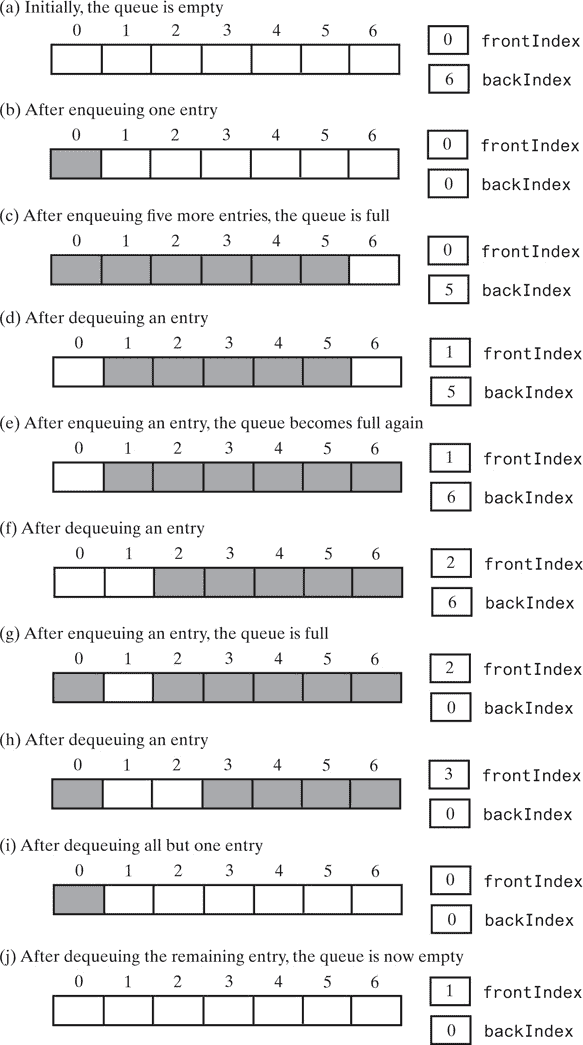 (a) Initially, the queue is empty
0 1 2 3 4 5 6
0 frontIndex
6 backIndex
(b) After enqueuing one entry
0 1 2 3 4 5 6
0 frontIndex
0 backIndex
(c) After enqueuing five more entries, the queue is full
0 1 2 3 4 5 6
0 frontIndex
5 backIndex
(d) After dequeuing an entry
0 1 2 3 4 5 6
1 frontIndex
5 backIndex
(e) After enqueuing an entry, the queue becomes full again
0 1 2 3 4 5 6
1 frontIndex
6 backIndex
(f) After dequeuing an entry
0 1 2 3 4 5 6
2 frontIndex
6 backIndex
(g) After enqueuing an entry, the queue is full
0 1 2 3 4 5 6
2 frontIndex
0 backIndex
(h) After dequeuing an entry
0 1 2 3 4 5 6
3 frontIndex
0 backIndex
(i) After dequeuing all but one entry
0 1 2 3 4 5 6
0 frontIndex
0 backIndex
(j) After dequeuing the remaining entry, the queue is now empty
0 1 2 3 4 5 6
1 frontIndex
0 backIndex